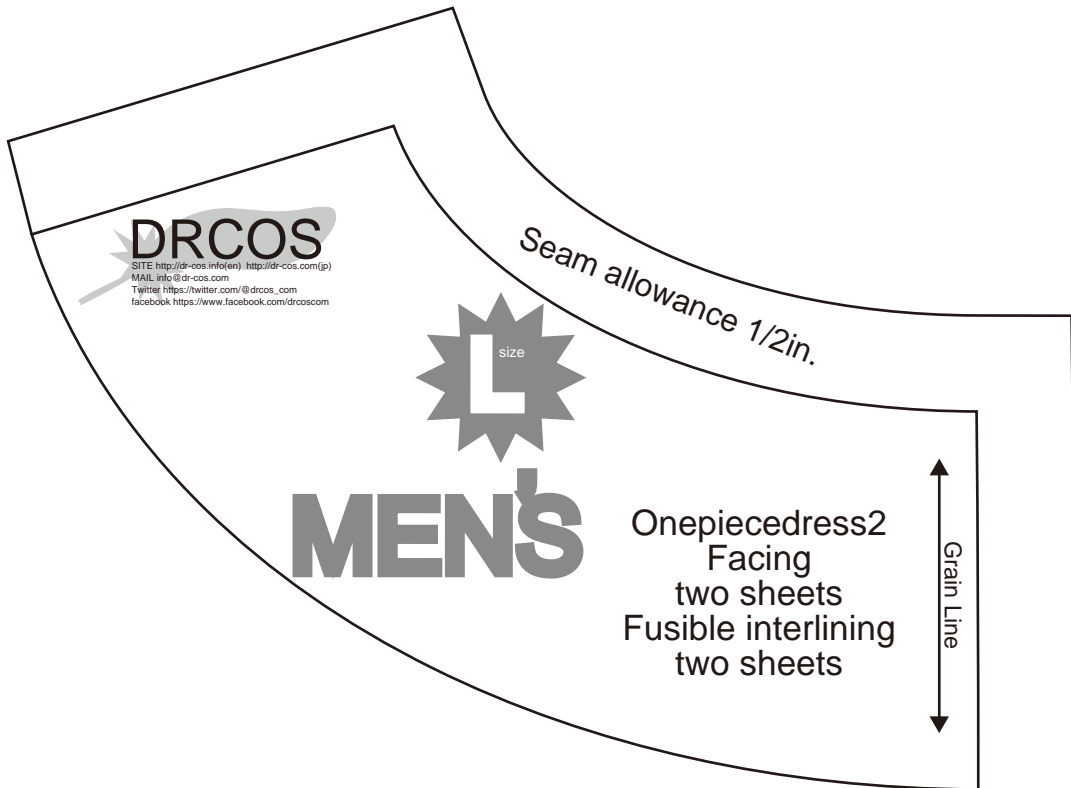 DRCOS
SITE http://dr-cos.info(en) http://dr-cos.com(jp)
MAIL info@dr-cos.com
Twitter https://twitter.com/@drcos_com
facebook https://www.facebook.com/drcoscom
Seam allowance 1/2in.
L size
MEN'S
Onepiecedress2
Facing
two sheets
Fusible interlining
two sheets
Grain Line